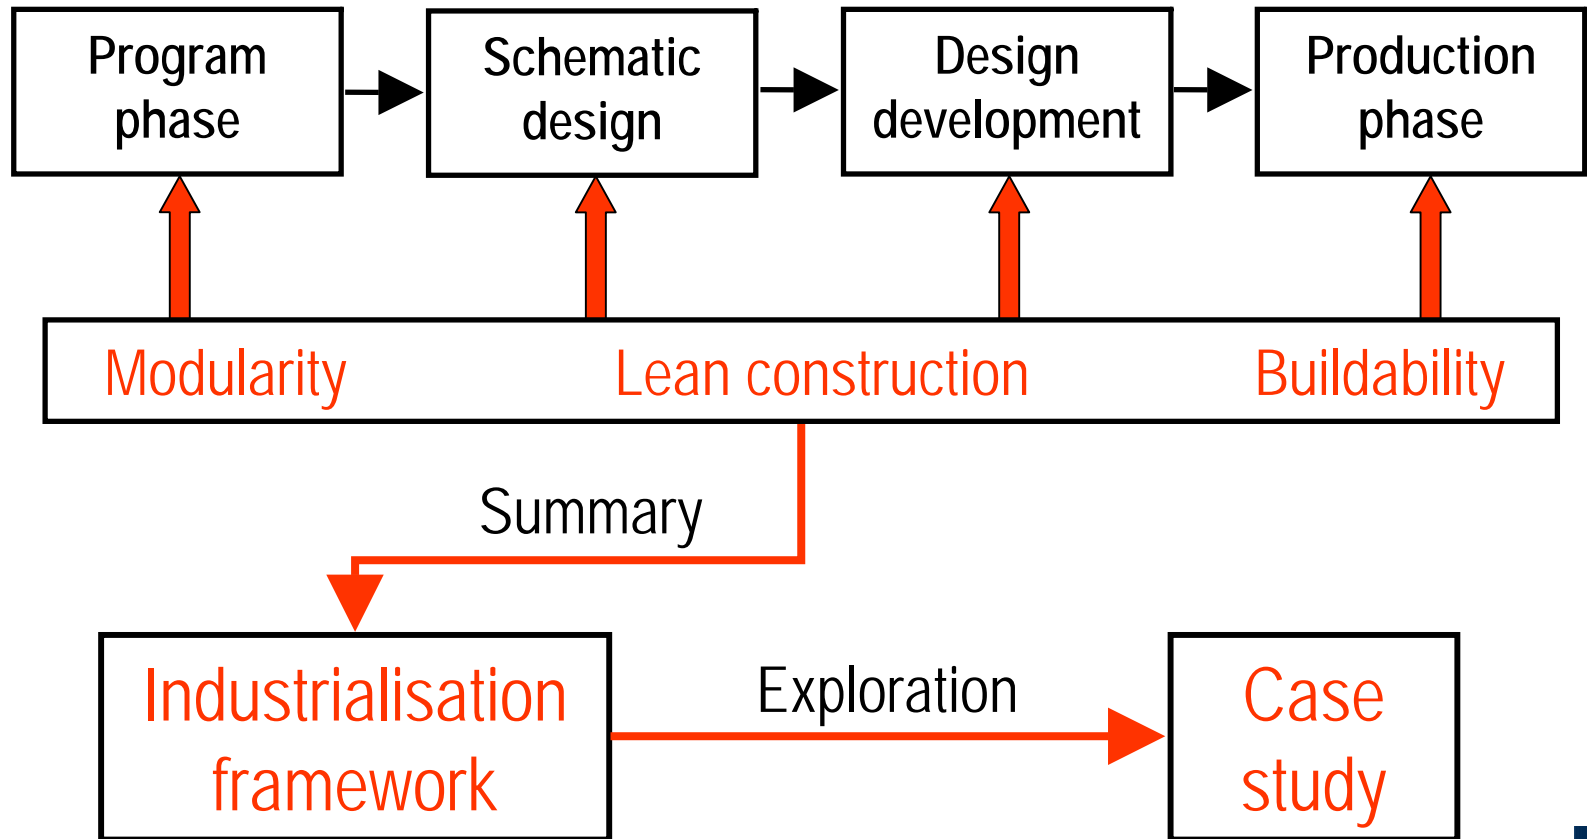 Program
phase
Schematic
design
Design
development
Production
phase
Modularity Lean construction Buildability
Summary
Industrialisation
framework
Exploration
Case
study